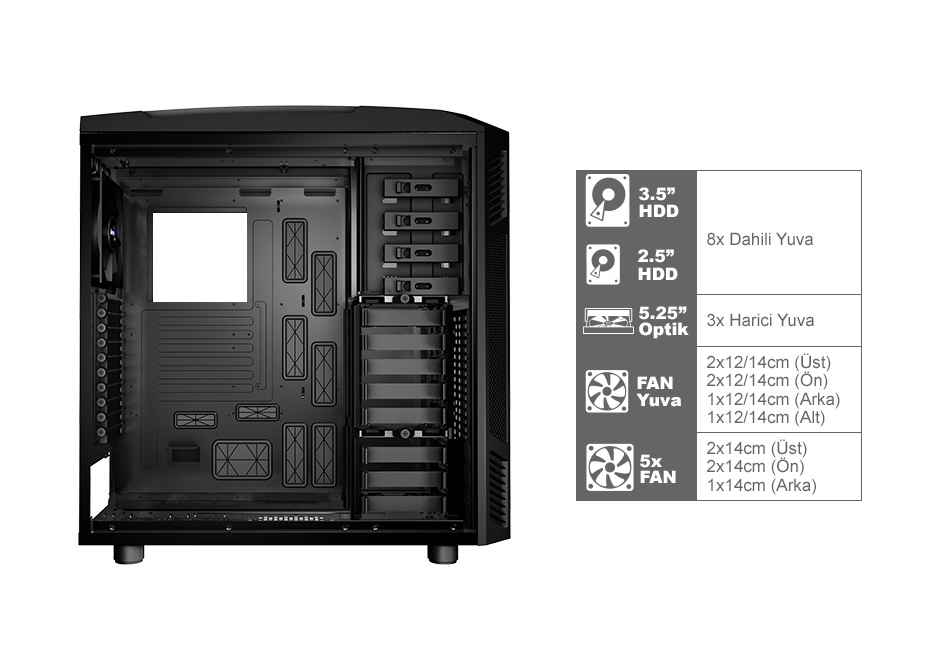 3.5”
HDD
2.5”
HDD
8x Dahili Yuva
5.25”
Optik
3x Harici Yuva
FAN
Yuva
2x12/14cm (Üst)
2x12/14cm (Ön)
1x12/14cm (Arka)
1x12/14cm (Alt)
5x
FAN
2x14cm (Üst)
2x14cm (Ön)
1x14cm (Arka)